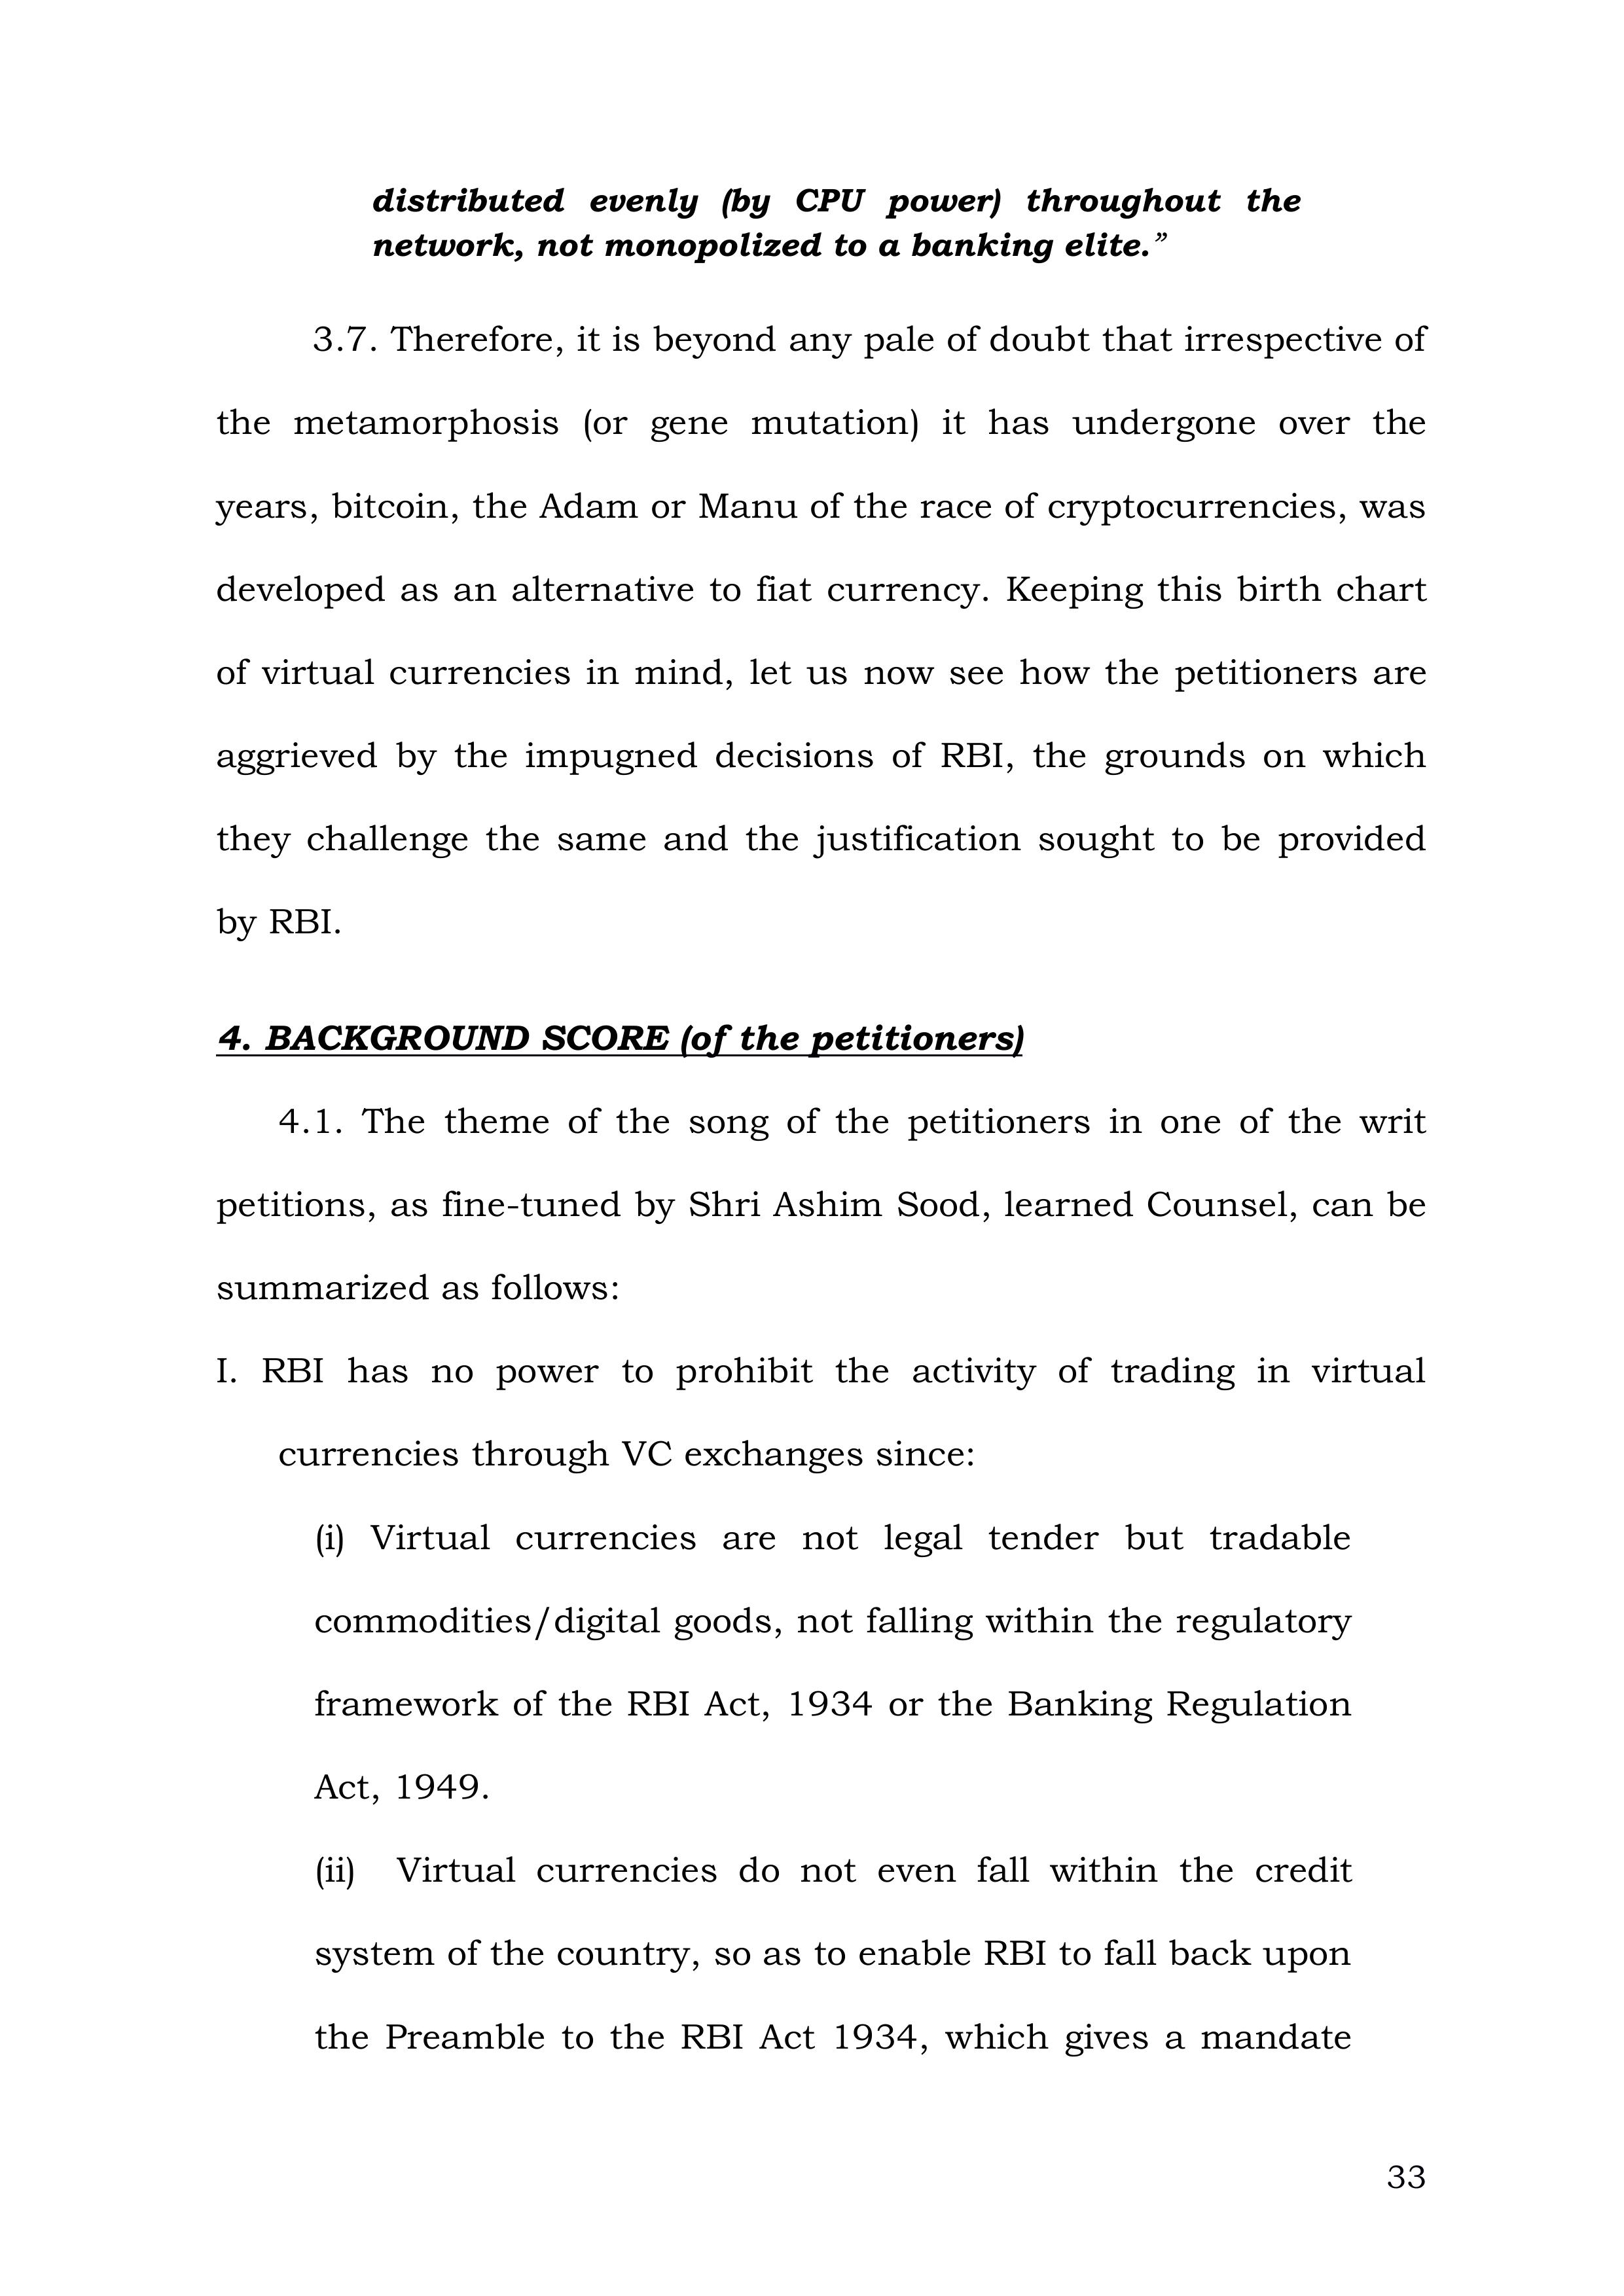 distributed evenly (by CPU power) throughout the
network, not monopolized to a banking elite.”
3.7. Therefore, it is beyond any pale of doubt that irrespective of
the metamorphosis (or gene mutation) it has undergone over the
years, bitcoin, the Adam or Manu of the race of cryptocurrencies, was
developed as an alternative to fiat currency. Keeping this birth chart
of virtual currencies in mind, let us now see how the petitioners are
aggrieved by the impugned decisions of RBI, the grounds on which
they challenge the same and the justification sought to be provided
by RBI.
4. BACKGROUND SCORE (of the petitioners)
4.1. The theme of the song of the petitioners in one of the writ
petitions, as fine-tuned by Shri Ashim Sood, learned Counsel, can be
summarized as follows:
I. RBI has no power to prohibit the activity of trading in virtual
currencies through VC exchanges since:
(i) Virtual currencies are not legal tender but tradable
commodities/digital goods, not falling within the regulatory
framework of the RBI Act, 1934 or the Banking Regulation
Act, 1949.
(ii) Virtual currencies do not even fall within the credit
system of the country, so as to enable RBI to fall back upon
the Preamble to the RBI Act 1934, which gives a mandate
33